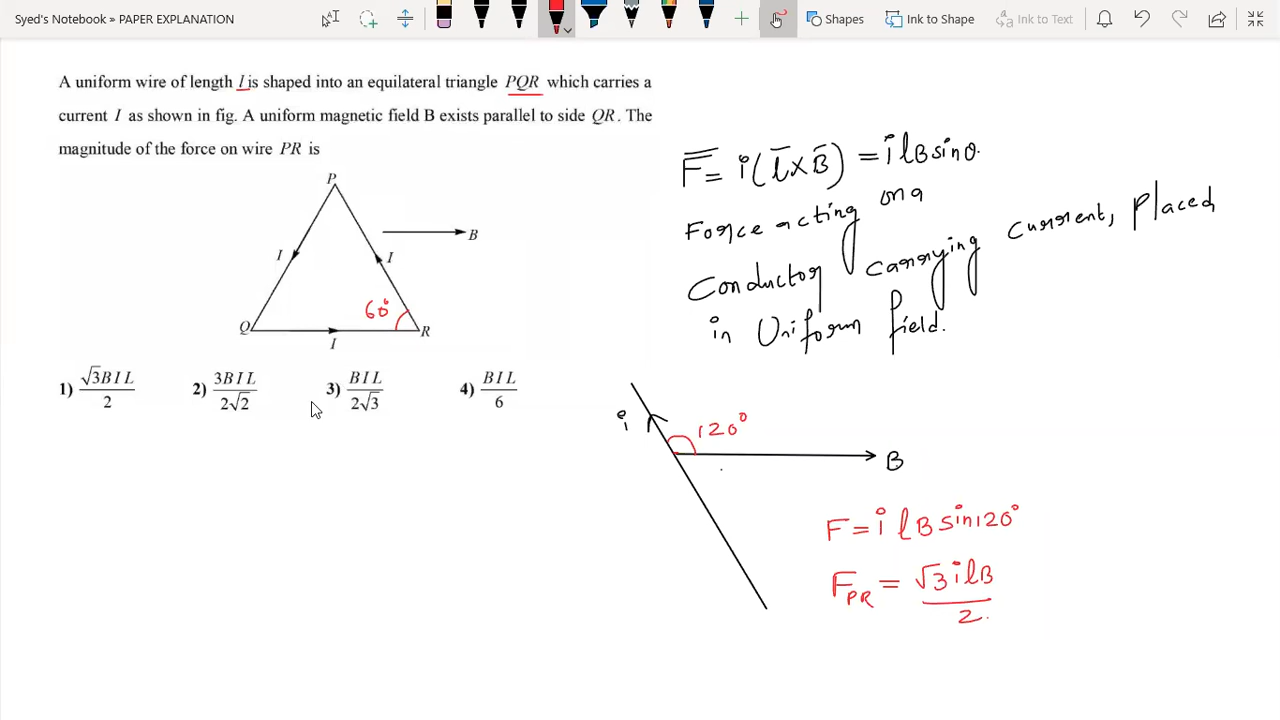 Syed's Notebook » PAPER EXPLANATION
Shapes
Ink to Shape
Ink to Text
A uniform wire of length l is shaped into an equilateral triangle PQR which carries a
current I as shown in fig. A uniform magnetic field B exists parallel to side QR. The
magnitude of the force on wire PR is
P
B
I
I
60°
Q
R
I
1) √3BIL/2 2) 3BIL/2√2 3) BIL/2√3 4) BIL/6
F̄ = i(l̄×B̄) = ilBsinθ.
Force acting on a
Conductor carrying current, placed
in Uniform field.
i
120°
B
F = ilBsin120°
F_PR = √3ilB/2.